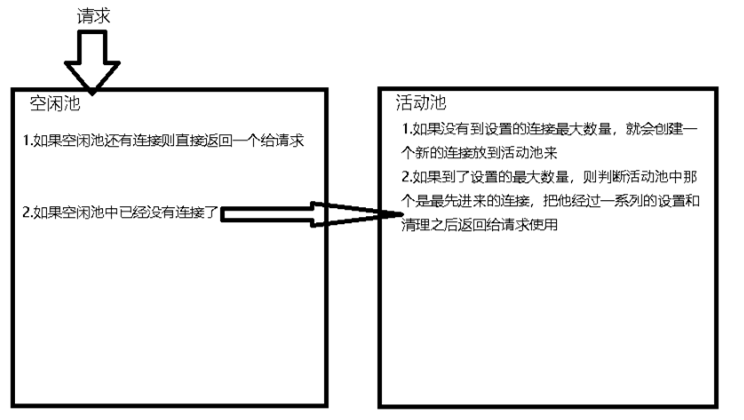 请求
空闲池
1.如果空闲池还有连接则直接返回一个给请求
2.如果空闲池中已经没有连接了
活动池
1.如果没有到设置的连接最大数量，就会创建一
个新的连接放到活动池来
2.如果到了设置的最大数量，则判断活动池中那
个是最先进来的连接，把他经过一系列的设置和
清理之后返回给请求使用